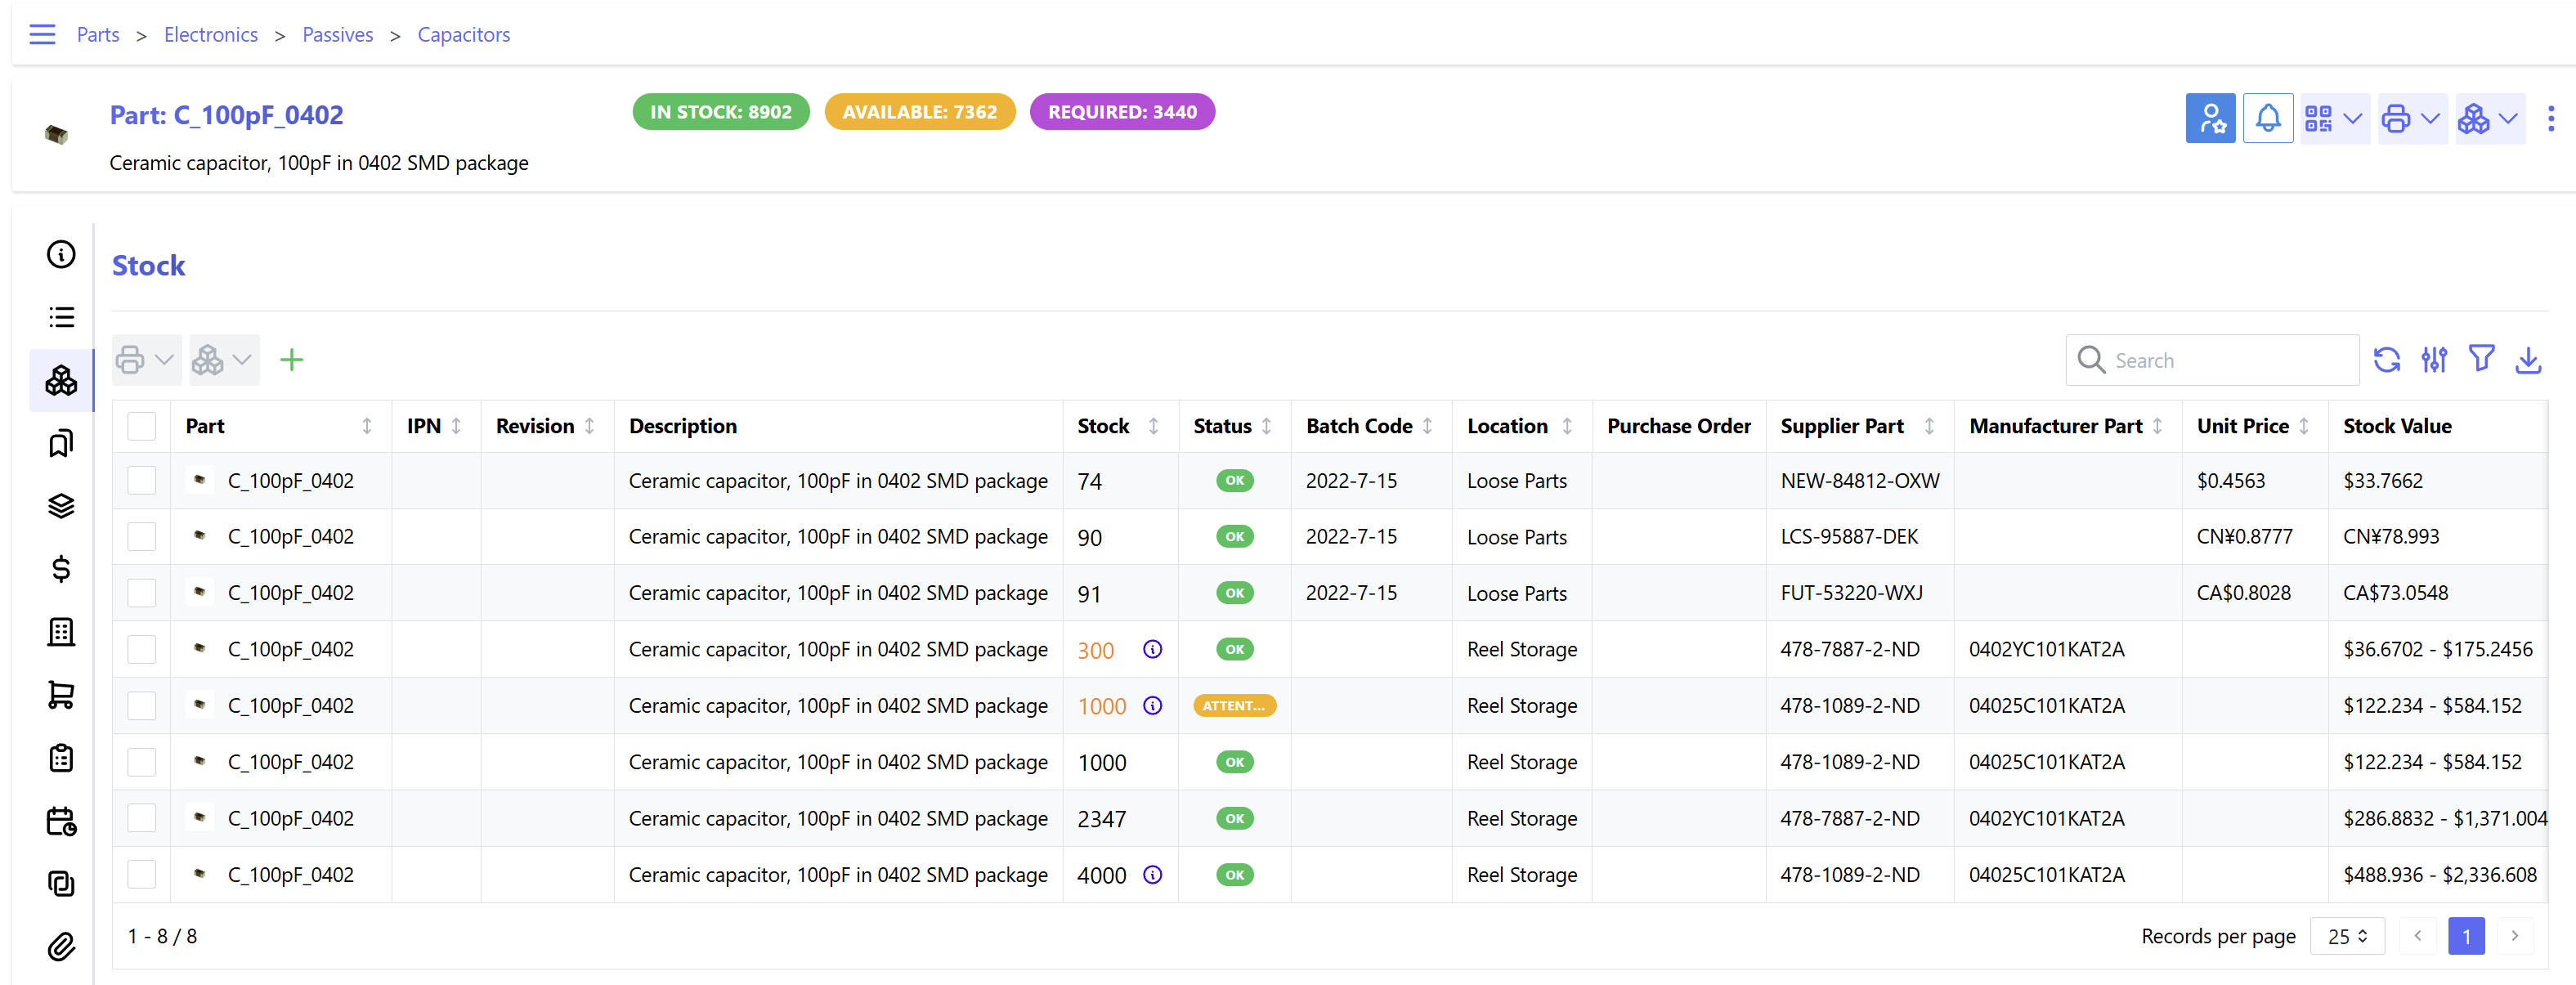 Parts > Electronics > Passives > Capacitors
Part: C_100pF_0402 IN STOCK: 8902 AVAILABLE: 7362 REQUIRED: 3440
Ceramic capacitor, 100pF in 0402 SMD package
Stock
Search
Part IPN Revision Description Stock Status Batch Code Location Purchase Order Supplier Part Manufacturer Part Unit Price Stock Value
C_100pF_0402 Ceramic capacitor, 100pF in 0402 SMD package 74 OK 2022-7-15 Loose Parts NEW-84812-OXW $0.4563 $33.7662
C_100pF_0402 Ceramic capacitor, 100pF in 0402 SMD package 90 OK 2022-7-15 Loose Parts LCS-95887-DEK CN¥0.8777 CN¥78.993
C_100pF_0402 Ceramic capacitor, 100pF in 0402 SMD package 91 OK 2022-7-15 Loose Parts FUT-53220-WXJ CA$0.8028 CA$73.0548
C_100pF_0402 Ceramic capacitor, 100pF in 0402 SMD package 300 OK Reel Storage 478-7887-2-ND 0402YC101KAT2A $36.6702 - $175.2456
C_100pF_0402 Ceramic capacitor, 100pF in 0402 SMD package 1000 ATTENT... Reel Storage 478-1089-2-ND 04025C101KAT2A $122.234 - $584.152
C_100pF_0402 Ceramic capacitor, 100pF in 0402 SMD package 1000 OK Reel Storage 478-1089-2-ND 04025C101KAT2A $122.234 - $584.152
C_100pF_0402 Ceramic capacitor, 100pF in 0402 SMD package 2347 OK Reel Storage 478-7887-2-ND 0402YC101KAT2A $286.8832 - $1,371.004
C_100pF_0402 Ceramic capacitor, 100pF in 0402 SMD package 4000 OK Reel Storage 478-1089-2-ND 04025C101KAT2A $488.936 - $2,336.608
1 - 8 / 8 Records per page 25 < 1 >